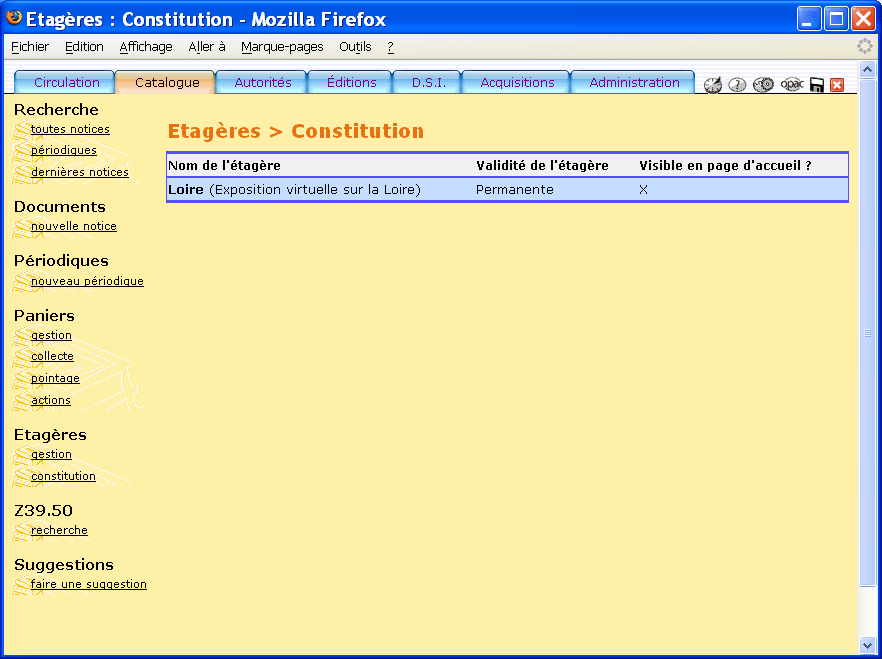 Etagères : Constitution - Mozilla Firefox
Fichier Edition Affichage Aller à Marque-pages Outils ?
Circulation Catalogue Autorités Éditions D.S.I. Acquisitions Administration ? opac
Recherche
toutes notices
périodiques
dernières notices
Documents
nouvelle notice
Périodiques
nouveau périodique
Paniers
gestion
collecte
pointage
actions
Etagères
gestion
constitution
Z39.50
recherche
Suggestions
faire une suggestion
Etagères > Constitution
Nom de l'étagère Validité de l'étagère Visible en page d'accueil ?
Loire (Exposition virtuelle sur la Loire) Permanente X